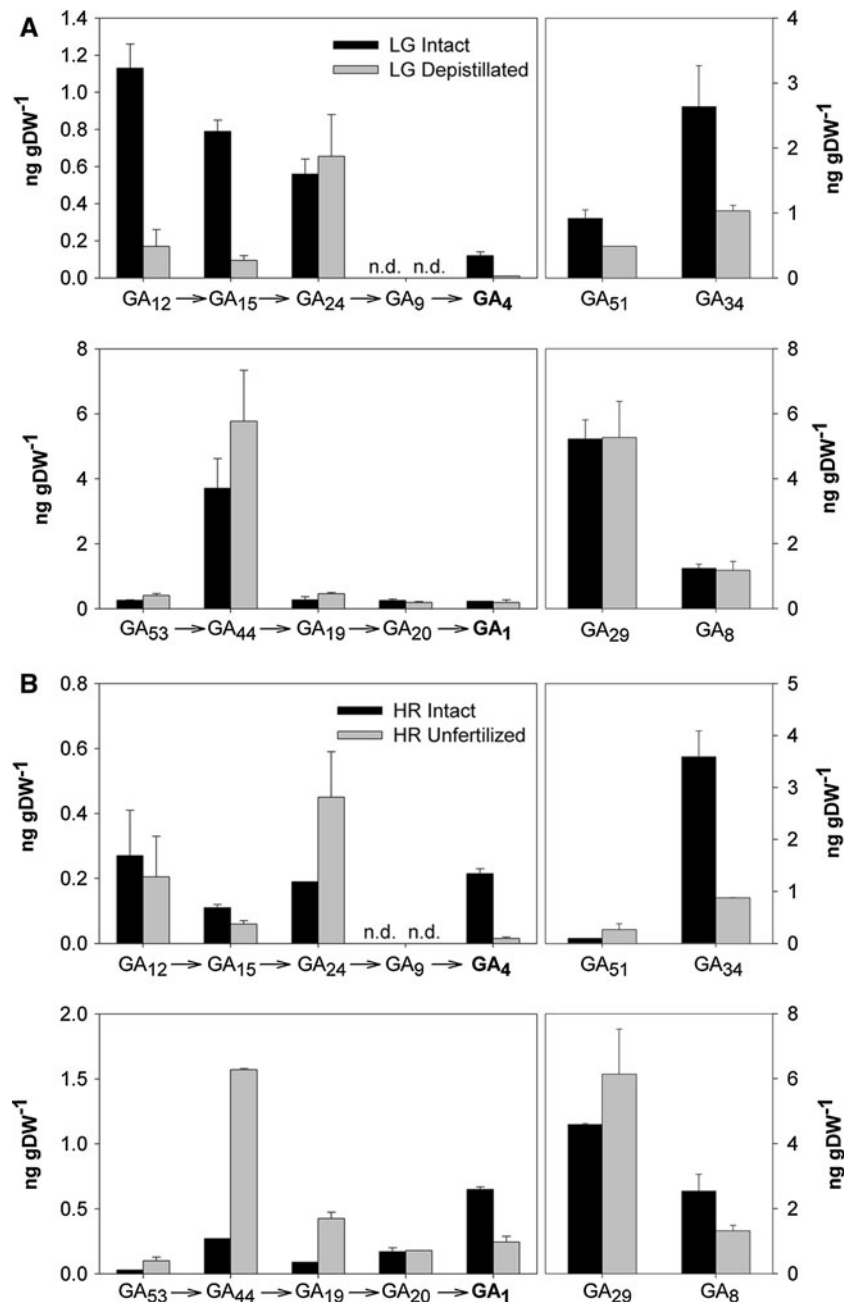 A
1.4
1.2
1.0
0.8
0.6
0.4
0.2
0.0
ng gDW⁻¹
LG Intact
LG Depistillated
n.d. n.d.
GA₁₂ → GA₁₅ → GA₂₄ → GA₉ → GA₄
4
3
2
1
0
ng gDW⁻¹
GA₅₁ GA₃₄
8
6
4
2
0
ng gDW⁻¹
GA₅₃ → GA₄₄ → GA₁₉ → GA₂₀ → GA₁
8
6
4
2
0
ng gDW⁻¹
GA₂₉ GA₈
B
0.8
0.6
0.4
0.2
0.0
ng gDW⁻¹
HR Intact
HR Unfertilized
n.d. n.d.
GA₁₂ → GA₁₅ → GA₂₄ → GA₉ → GA₄
5
4
3
2
1
0
ng gDW⁻¹
GA₅₁ GA₃₄
2.0
1.5
1.0
0.5
0.0
ng gDW⁻¹
GA₅₃ → GA₄₄ → GA₁₉ → GA₂₀ → GA₁
8
6
4
2
0
ng gDW⁻¹
GA₂₉ GA₈